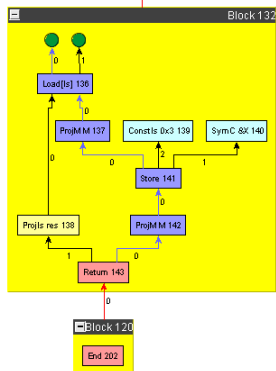 Block 132
0 1
Load[Is] 136
0 0
ProjM M 137 ConstIs 0x3 139 SymC &X 140
0 2 1
Store 141
0
ProjIs res 138 ProjM M 142
1 0
Return 143
0
Block 120
End 202